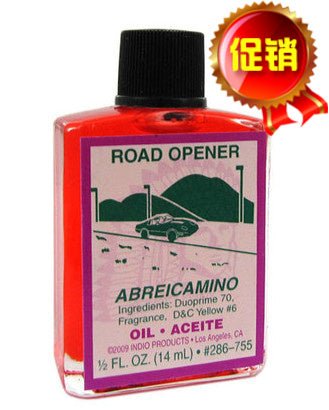 促销
ROAD OPENER
ABREICAMINO
Ingredients: Duoprime 70,
Fragrance, D&C Yellow #6
OIL • ACEITE
©2009 INDIO PRODUCTS • Los Angeles, CA
½ FL. OZ. (14 mL) • #286-755